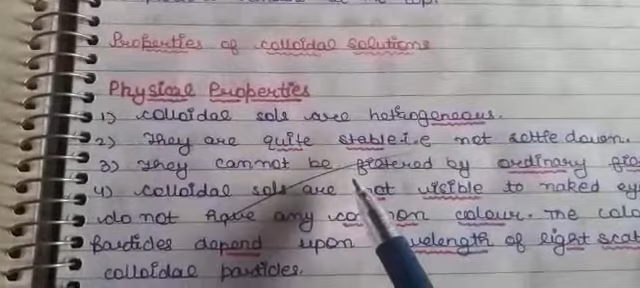 Properties of colloidal solutions
Physical Properties
1) colloidal sols are hetrogeneous.
2) They are quite stable i.e not settle down.
3) They cannot be filtered by ordinary
4) colloidal sols are not visible to naked
do not have any common colour. The
Particles depend upon wavelength of light
colloidal particles.